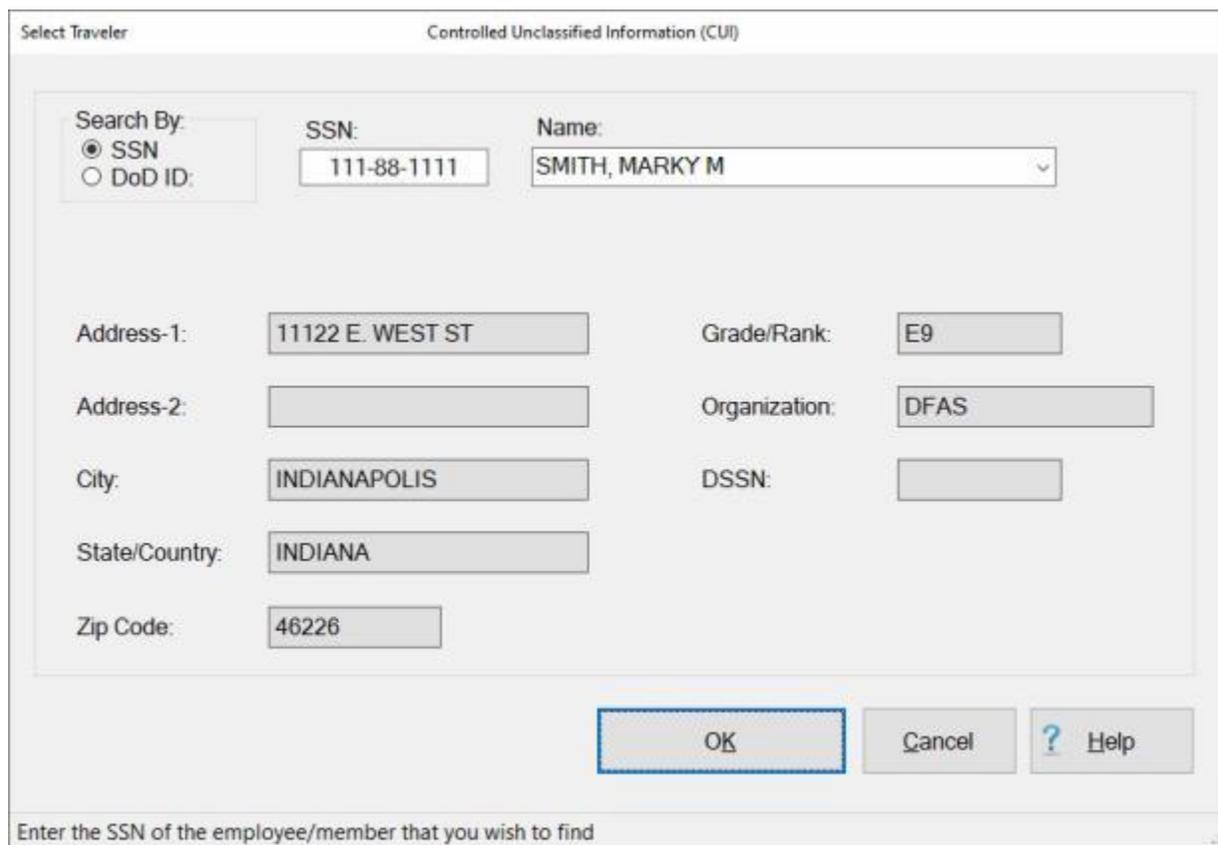 Select Traveler
Controlled Unclassified Information (CUI)
Search By:
SSN
DoD ID:
SSN:
111-88-1111
Name:
SMITH, MARKY M
Address-1:
11122 E. WEST ST
Grade/Rank:
E9
Address-2:
Organization:
DFAS
City:
INDIANAPOLIS
DSSN:
State/Country:
INDIANA
Zip Code:
46226
OK
Cancel
? Help
Enter the SSN of the employee/member that you wish to find